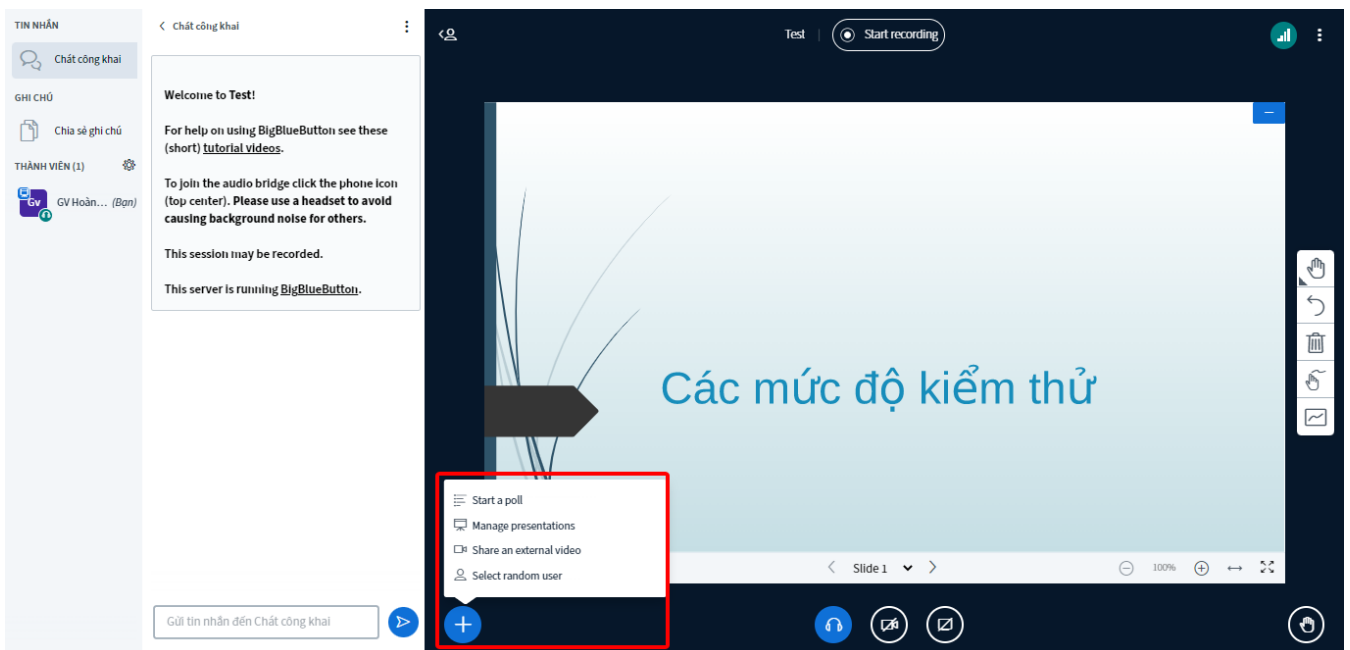 TIN NHẮN
Chát công khai
GHI CHÚ
Chia sẻ ghi chú
THÀNH VIÊN (1)
Gv
GV Hoàn... (Bạn)
Chát công khai
Welcome to Test!
For help on using BigBlueButton see these
(short) tutorial videos.
To join the audio bridge click the phone icon
(top center). Please use a headset to avoid
causing background noise for others.
This session may be recorded.
This server is running BigBlueButton.
Gửi tin nhắn đến Chát công khai
Test
Start recording
Các mức độ kiểm thử
Start a poll
Manage presentations
Share an external video
Select random user
Slide 1
100%